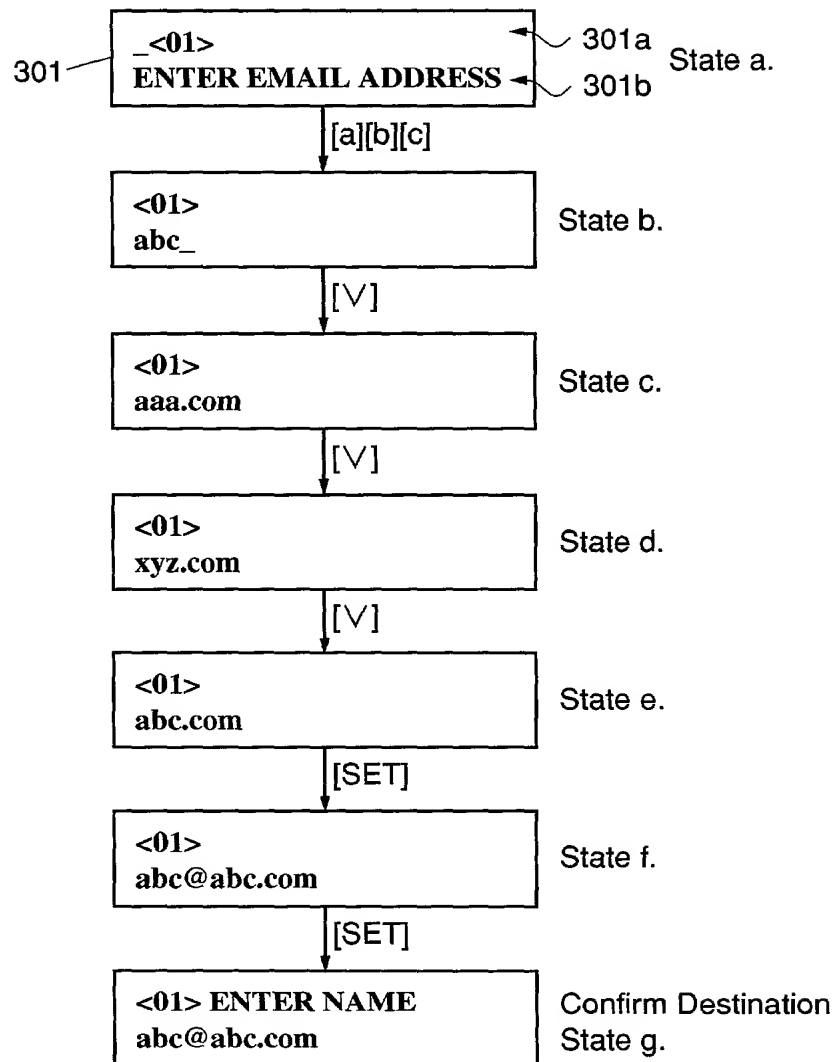 _<01>
301a
State a.
301
ENTER EMAIL ADDRESS
301b
[a][b][c]
<01>
State b.
abc_
[∨]
<01>
State c.
aaa.com
[∨]
<01>
State d.
xyz.com
[∨]
<01>
State e.
abc.com
[SET]
<01>
State f.
abc@abc.com
[SET]
<01> ENTER NAME
Confirm Destination
abc@abc.com
State g.